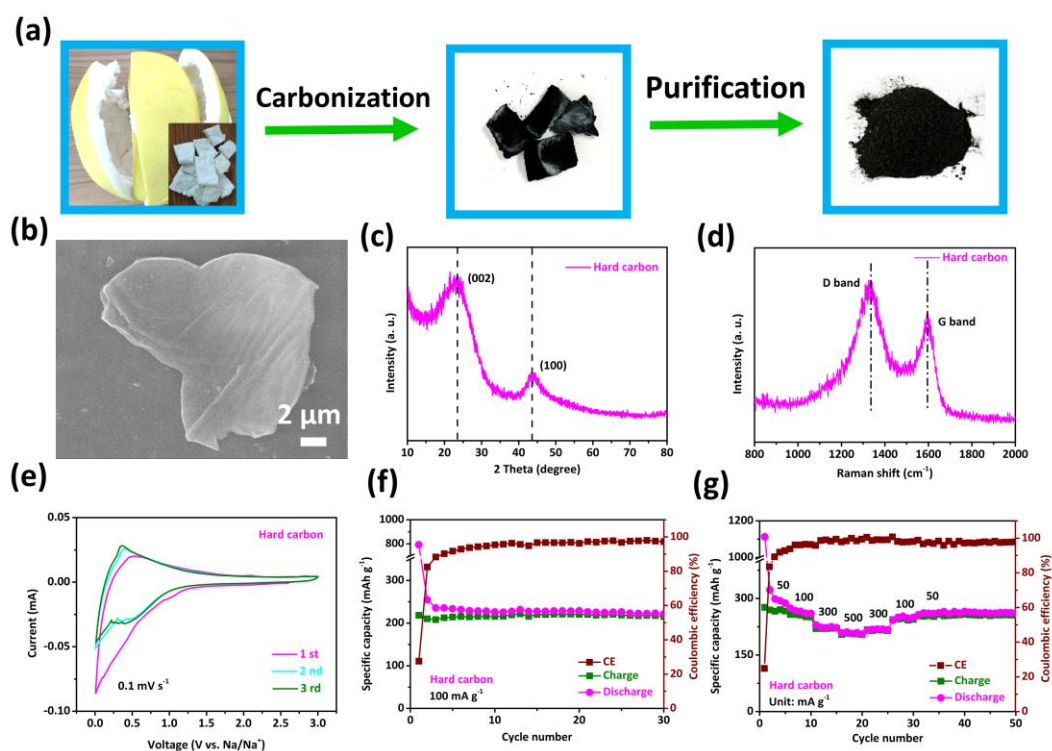 (a)
Carbonization
Purification
(b)
2 μm
(c)
Hard carbon
(002)
(100)
Intensity (a. u.)
10 20 30 40 50 60 70 80
2 Theta (degree)
(d)
Hard carbon
D band
G band
Intensity (a. u.)
800 1000 1200 1400 1600 1800 2000
Raman shift (cm⁻¹)
(e)
Hard carbon
0.05
0.00
-0.05
-0.10
Current (mA)
1 st
2 nd
3 rd
0.1 mV s⁻¹
0.0 0.5 1.0 1.5 2.0 2.5 3.0
Voltage (V vs. Na/Na⁺)
(f)
1000
800
300
200
100
0
Specific capacity (mAh g⁻¹)
100
80
60
40
20
0
Coulombic efficiency (%)
CE
Charge
Discharge
Hard carbon
100 mA g⁻¹
0 10 20 30
Cycle number
(g)
1200
1000
450
300
150
0
Specific capacity (mAh g⁻¹)
100
80
60
40
20
0
Coulombic efficiency (%)
50
100
300
500
300
100
50
CE
Charge
Discharge
Hard carbon
Unit: mA g⁻¹
0 10 20 30 40 50
Cycle number